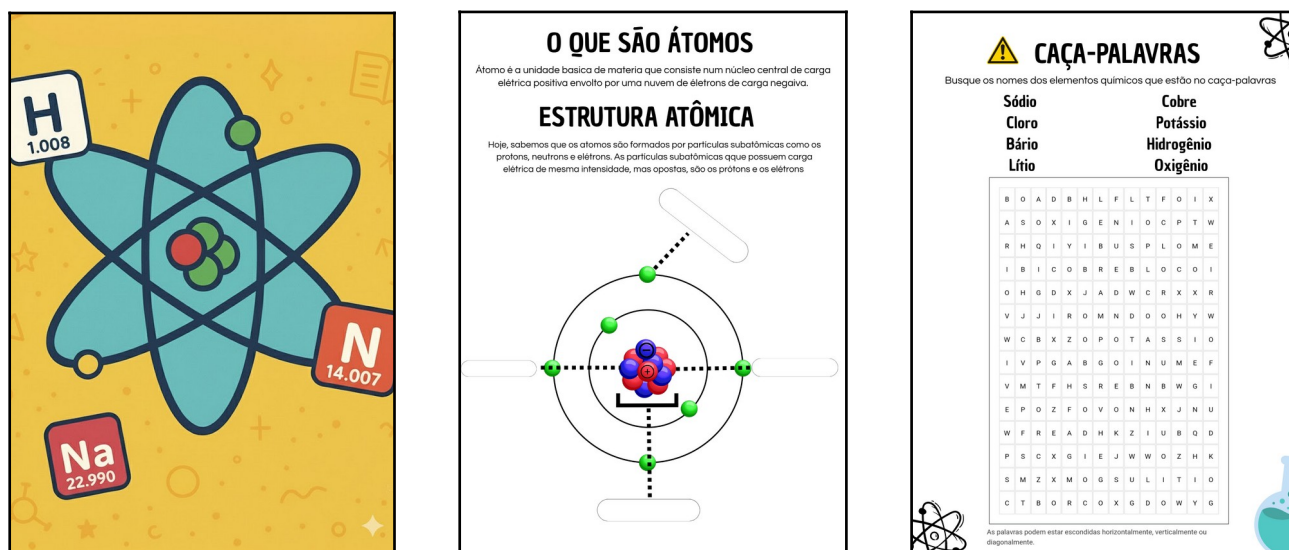 H
1.008
N
14.007
Na
22.990
O QUE SÃO ÁTOMOS
Átomo é a unidade basica de materia que consiste num núcleo central de carga
elétrica positiva envolto por uma nuvem de életrons de carga negaiva.
ESTRUTURA ATÔMICA
Hoje, sabemos que os atomos são formados por particulas subatômicas como os
protons, neutrons e elétrons. As particulas subatômicas qque possuem carga
elétrica de mesma intensidade, mas opostas, são os prótons e os elétrons
−
+
CAÇA-PALAVRAS
Busque os nomes dos elementos químicos que estão no caça-palavras
Sódio Cobre
Cloro Potássio
Bário Hidrogênio
Lítio Oxigênio
B O A D B H L F L T F O I X
A S O X I G E N I O C P T W
R H Q I Y I B U S P L O M E
I B I C O B R E B L O C O I
O H G D X J A D W C R X X R
V J J I R O M N D O O H Y W
W C B X Z O P O T A S S I O
I V P G A B G O I N U M E F
V M T F H S R E B N B W G I
E P O Z F O V O N H X J N U
W F R E A D H K Z I U B Q D
P S C X G I E J W W O Z H K
S M Z X M O G S U L I T I O
C T B O R C O X G D O W Y G
As palavras podem estar escondidas horizontalmente, verticalmente ou
diagonalmente.